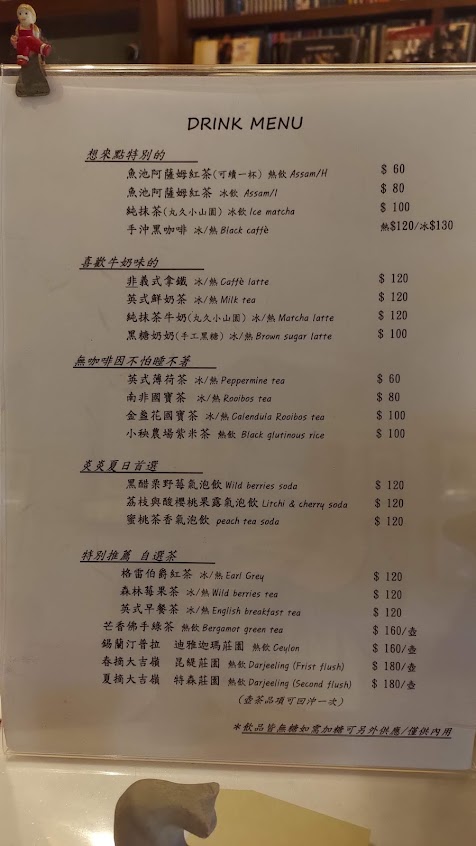 DRINK MENU
想來點特別的
魚池阿薩姆紅茶(可續一杯) 熱飲 Assam/H $ 60
魚池阿薩姆紅茶 冰飲 Assam/I $ 80
純抹茶(丸久小山園) 冰飲 Ice matcha $ 100
手沖黑咖啡 冰/熱 Black caffè 熱$120/冰$130
喜歡牛奶味的
非義式拿鐵 冰/熱 Caffè latte $ 120
英式鮮奶茶 冰/熱 Milk tea $ 120
純抹茶牛奶(丸久小山園) 冰/熱 Matcha latte $ 120
黑糖奶奶(手工黑糖) 冰/熱 Brown sugar latte $ 100
無咖啡因不怕睡不著
英式薄荷茶 冰/熱 Peppermine tea $ 60
南非國寶茶 冰/熱 Rooibos tea $ 80
金盞花國寶茶 冰/熱 Calendula Rooibos tea $ 100
小秧農場紫米茶 熱飲 Black glutinous rice $ 100
炎炎夏日首選
黑醋栗野莓氣泡飲 Wild berries soda $ 120
荔枝與酸櫻桃果露氣泡飲 Litchi & cherry soda $ 120
蜜桃茶香氣泡飲 peach tea soda $ 120
特別推薦 自選茶
格雷伯爵紅茶 冰/熱 Earl Grey $ 120
森林莓果茶 冰/熱 Wild berries tea $ 120
英式早餐茶 冰/熱 English breakfast tea $ 120
芒香佛手綠茶 熱飲 Bergamot green tea $ 160/壺
錫蘭汀普拉 迪雅迦瑪莊園 熱飲 Ceylon $ 160/壺
春摘大吉嶺 昆緹莊園 熱飲 Darjeeling (Frist flush) $ 180/壺
夏摘大吉嶺 特森莊園 熱飲 Darjeeling (Second flush) $ 180/壺
(壺茶品項可回沖一次)
*飲品皆無糖如需加糖可另外供應/僅供內用